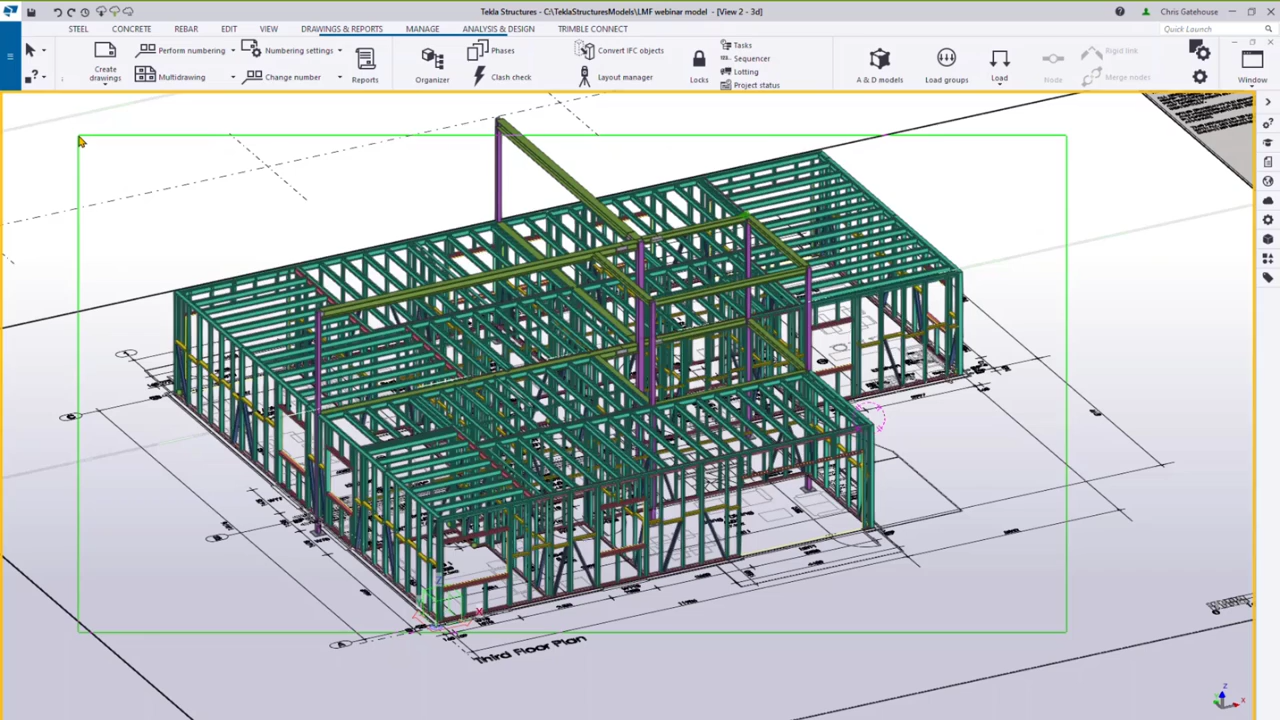 Tekla Structures - C:\TeklaStructuresModels\LMF webinar model - [View 2 - 3d]
Chris Gatehouse
STEEL CONCRETE REBAR EDIT VIEW DRAWINGS & REPORTS MANAGE ANALYSIS & DESIGN TRIMBLE CONNECT
Quick Launch
Create drawings
Perform numbering
Multidrawing
Numbering settings
Change number
Reports
Organizer
Phases
Clash check
Convert IFC objects
Layout manager
Locks
Tasks
Sequencer
Lotting
Project status
A & D models
Load groups
Load
Node
Rigid link
Merge nodes
Window
Third Floor Plan
Z
X
Z
X